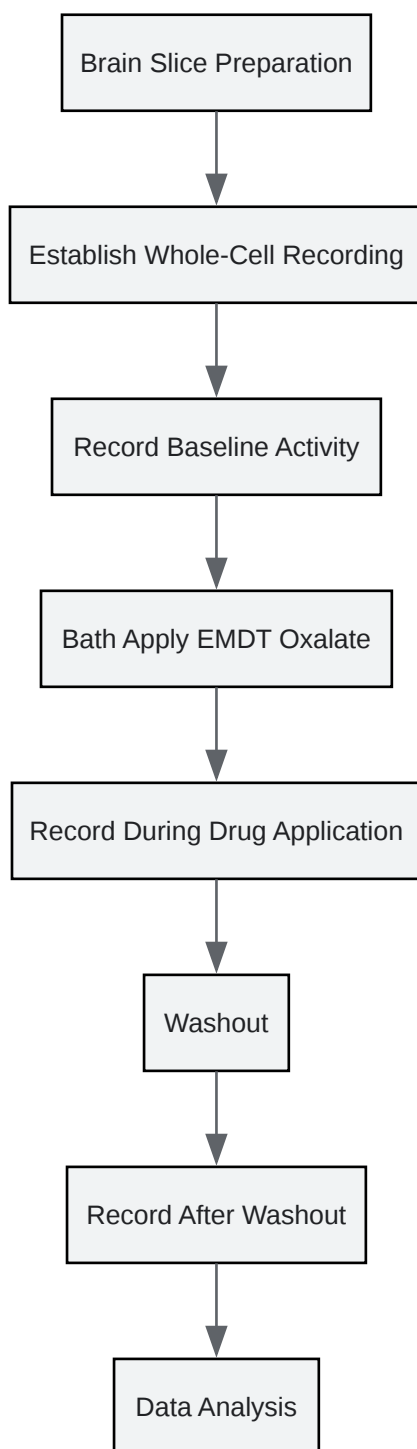 Brain Slice Preparation
Establish Whole-Cell Recording
Record Baseline Activity
Bath Apply EMDT Oxalate
Record During Drug Application
Washout
Record After Washout
Data Analysis